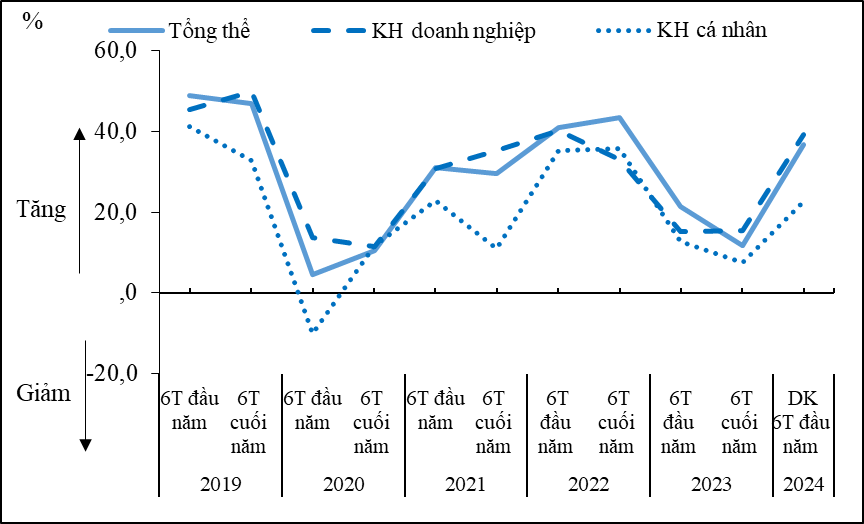 %
Tổng thể
KH doanh nghiệp
KH cá nhân
60,0
40,0
20,0
,0
-20,0
Tăng
Giảm
6T đầu
năm
6T
cuối
năm
6T đầu
năm
6T
cuối
năm
6T đầu
năm
6T
cuối
năm
6T
đầu
năm
6T
cuối
năm
6T
đầu
năm
6T
cuối
năm
DK
6T đầu
năm
2019
2020
2021
2022
2023
2024